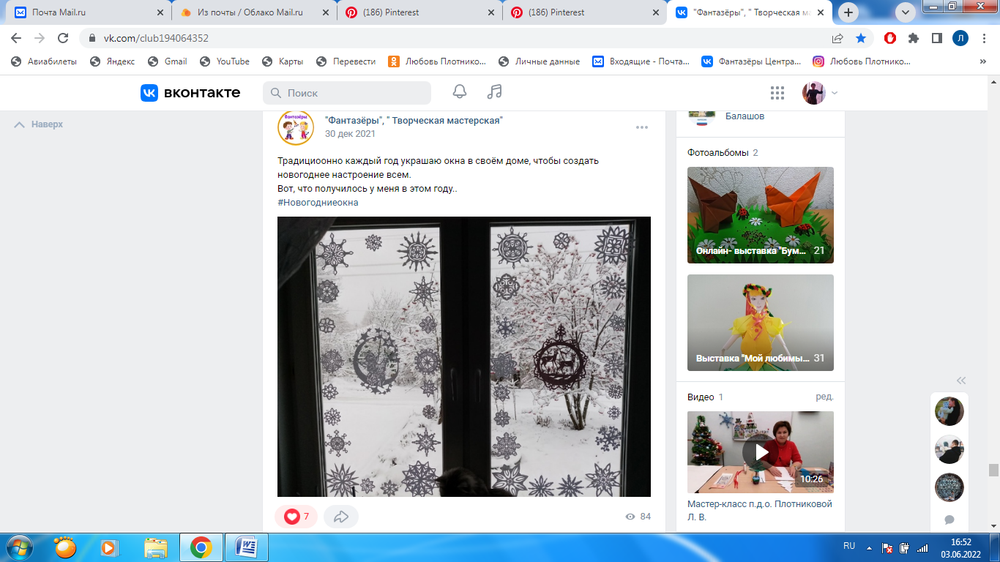 Почта Mail.ru
Из почты / Облако Mail.ru
(186) Pinterest
(186) Pinterest
"Фантазёры", " Творческая ма
vk.com/club194064352
Л
Авиабилеты
Яндекс
Gmail
YouTube
Карты
Перевести
Любовь Плотнико...
Личные данные
Входящие - Почта...
Фантазёры Центра...
Любовь Плотнико...
»
вконтакте
Поиск
Наверх
Фантазёры
"Фантазёры", " Творческая мастерская"
30 дек 2021
Традициоонно каждый год украшаю окна в своём доме, чтобы создать
новогоднее настроение всем.
Вот, что получилось у меня в этом году..
#Новогодниеокна
7
84
Балашов
Фотоальбомы 2
Онлайн- выставка "Бум... 21
Выставка "Мой любимы... 31
Видео 1
ред.
10:26
Мастер-класс п.д.о. Плотниковой
Л. В.
RU
16:52
03.06.2022